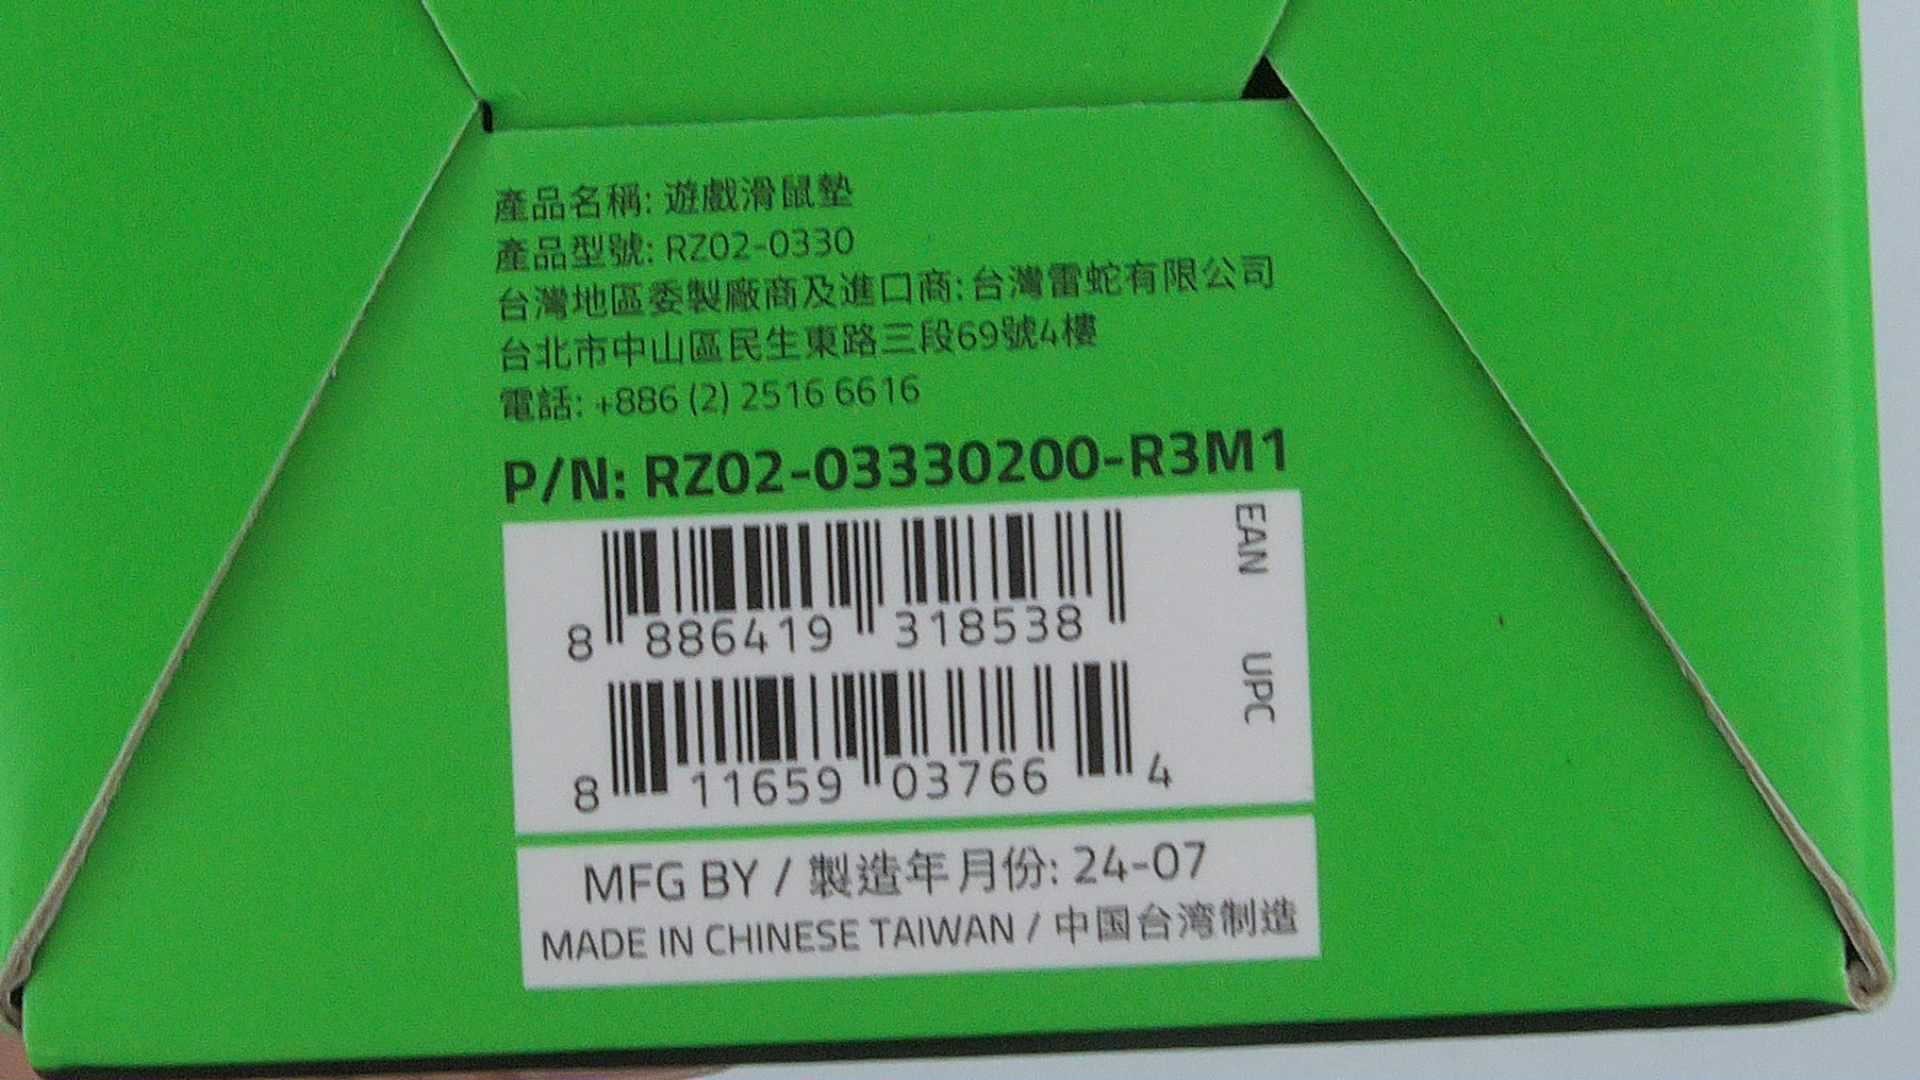 產品名稱: 遊戲滑鼠墊
產品型號: RZ02-0330
台灣地區委製廠商及進口商:台灣雷蛇有限公司
台北市中山區民生東路三段69號4樓
電話: +886 (2) 2516 6616
P/N: RZ02-03330200-R3M1
EAN
8 886419 318538
UPC
8 11659 03766 4
MFG BY / 製造年月份: 24-07
MADE IN CHINESE TAIWAN / 中国台湾制造